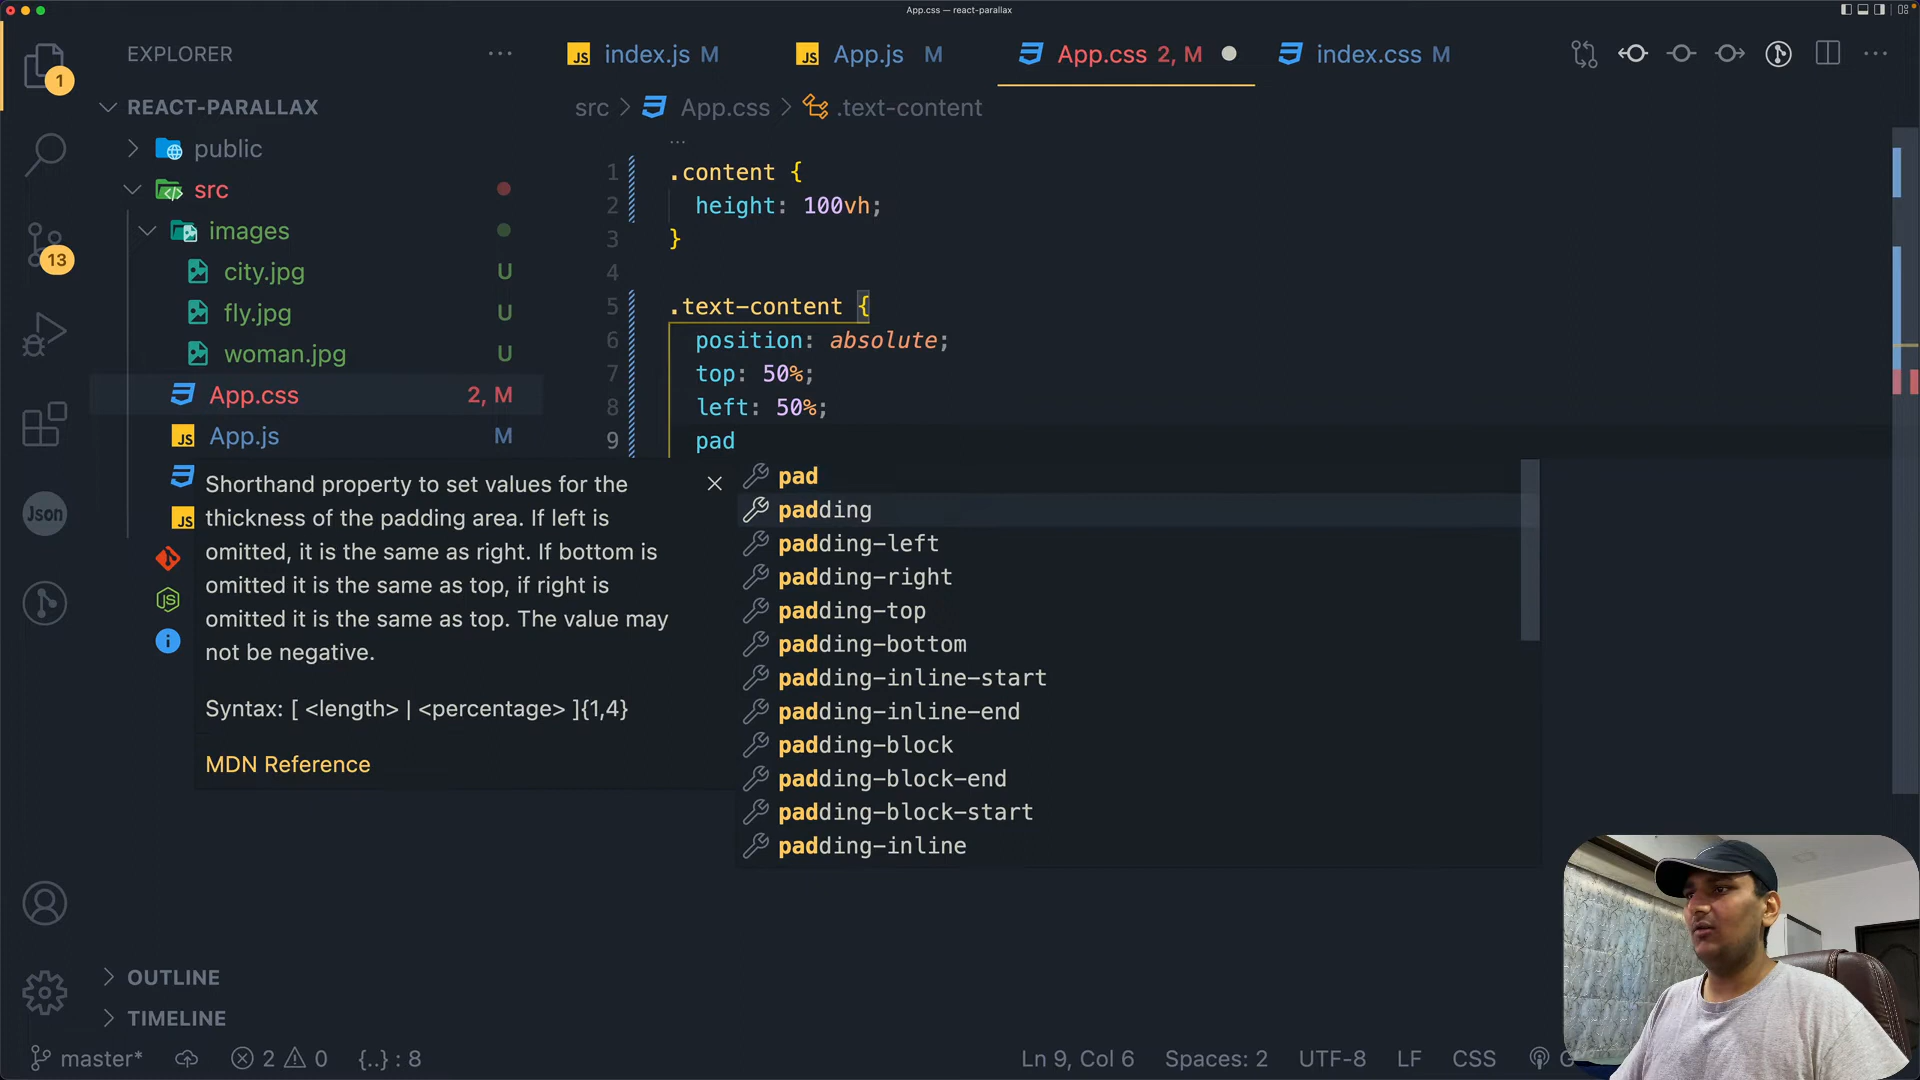 App.css — react-parallax
EXPLORER
1
13
Json
REACT-PARALLAX
public
src
images
city.jpg U
fly.jpg U
woman.jpg U
App.css 2, M
App.js M
JS index.js M
JS App.js M
App.css 2, M
index.css M
src > App.css > .text-content
1 .content {
2 height: 100vh;
3 }
4
5 .text-content {
6 position: absolute;
7 top: 50%;
8 left: 50%;
9 pad
Shorthand property to set values for the
thickness of the padding area. If left is
omitted, it is the same as right. If bottom is
omitted it is the same as top, if right is
omitted it is the same as top. The value may
not be negative.
Syntax: [ <length> | <percentage> ]{1,4}
MDN Reference
pad
padding
padding-left
padding-right
padding-top
padding-bottom
padding-inline-start
padding-inline-end
padding-block
padding-block-end
padding-block-start
padding-inline
OUTLINE
TIMELINE
master* 2 0 {..} : 8
Ln 9, Col 6 Spaces: 2 UTF-8 LF CSS